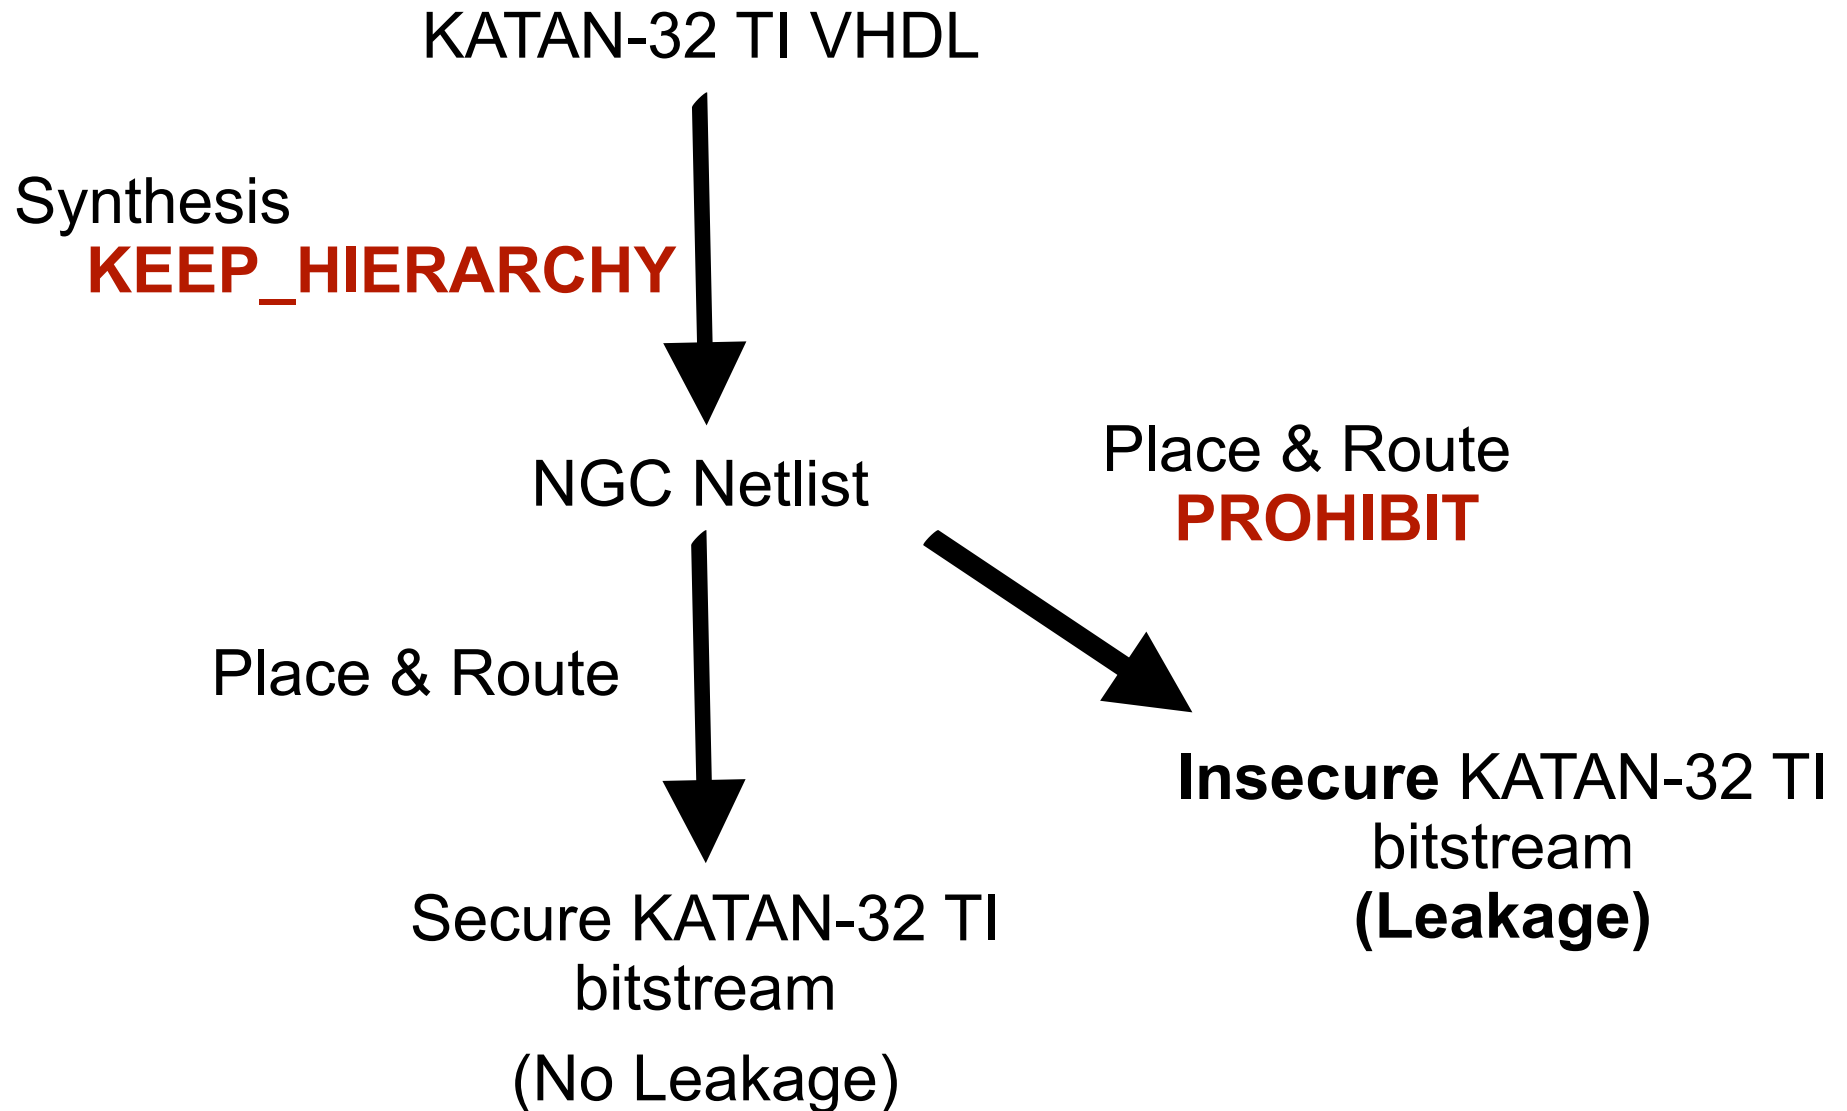 KATAN-32 TI VHDL
Synthesis
KEEP_HIERARCHY
NGC Netlist
Place & Route
PROHIBIT
Place & Route
Insecure KATAN-32 TI
bitstream
(Leakage)
Secure KATAN-32 TI
bitstream
(No Leakage)